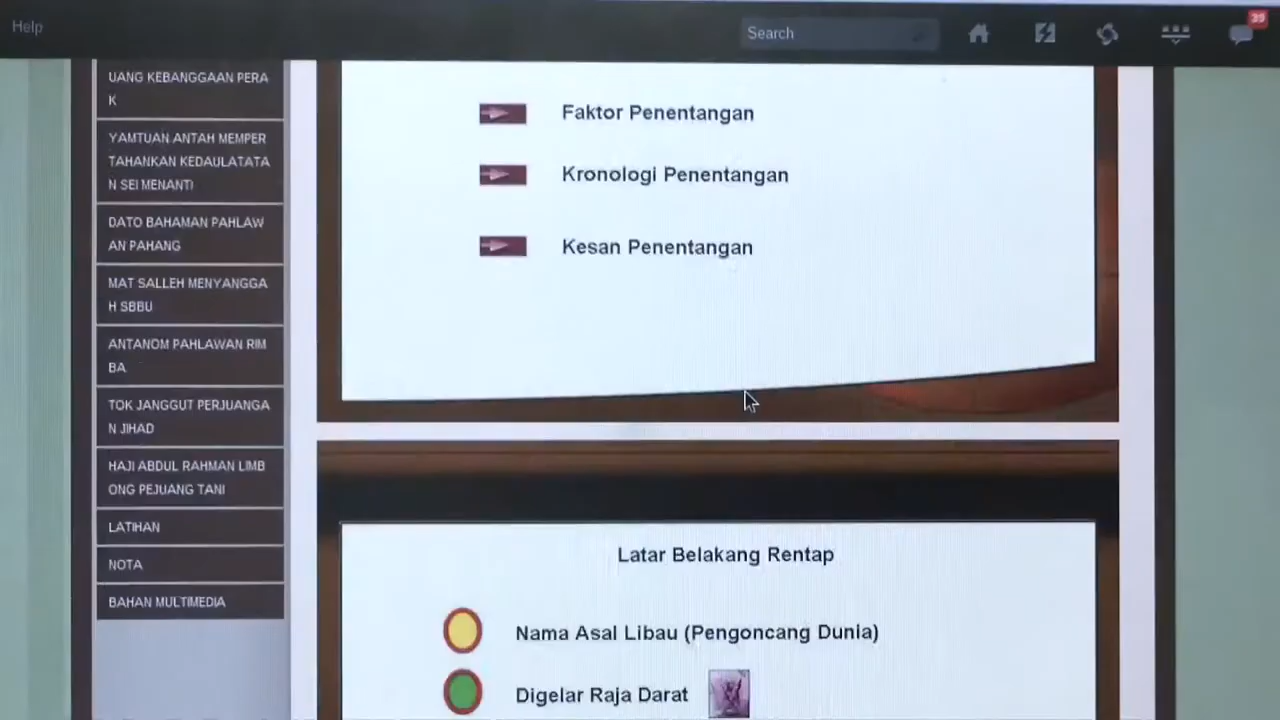 Help
Search
39
UANG KEBANGGAAN PERA
K
YAMTUAN ANTAH MEMPER
TAHANKAN KEDAULATATA
N SEI MENANTI
DATO BAHAMAN PAHLAW
AN PAHANG
MAT SALLEH MENYANGGA
H SBBU
ANTANOM PAHLAWAN RIM
BA
TOK JANGGUT PERJUANGA
N JIHAD
HAJI ABDUL RAHMAN LIMB
ONG PEJUANG TANI
LATIHAN
NOTA
BAHAN MULTIMEDIA
Faktor Penentangan
Kronologi Penentangan
Kesan Penentangan
Latar Belakang Rentap
Nama Asal Libau (Pengoncang Dunia)
Digelar Raja Darat